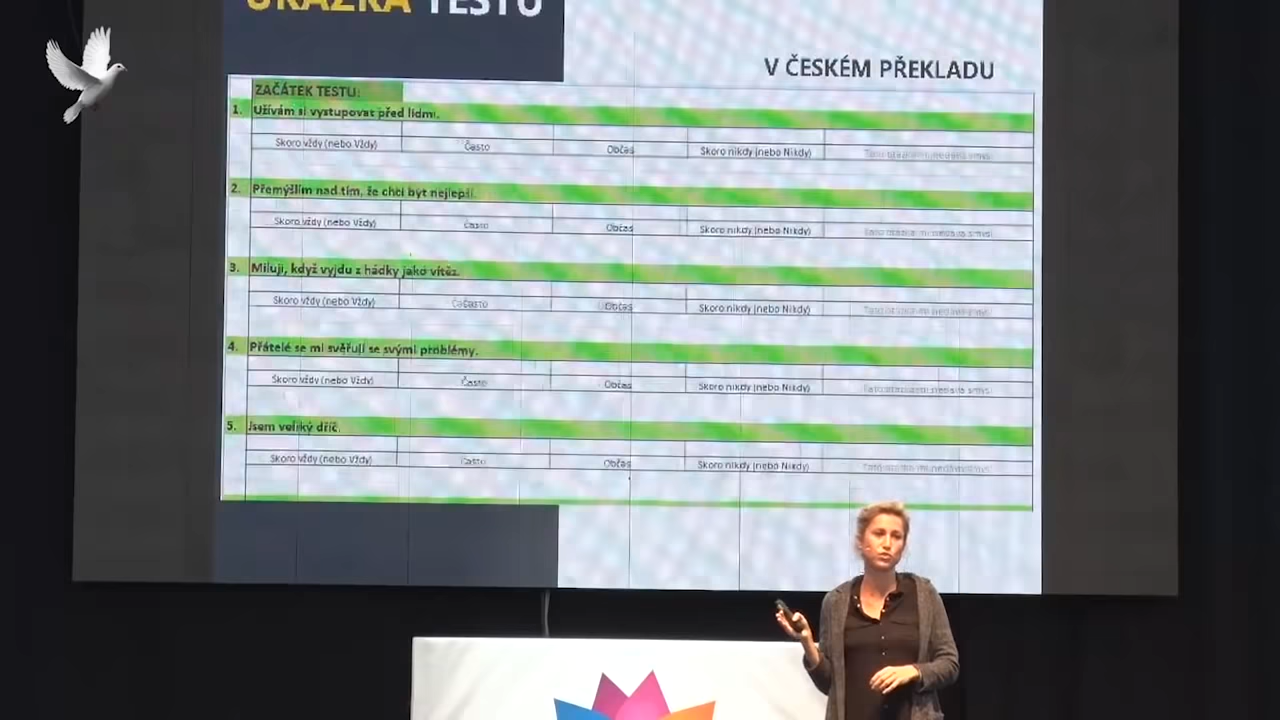 UKÁZKA TESTU
V ČESKÉM PŘEKLADU
ZAČÁTEK TESTU:
1. Užívám si vystupovat před lidmi.
Skoro vždy (nebo Vždy) Často Občas Skoro nikdy (nebo Nikdy)
2. Přemýšlím nad tím, že chci být nejlepší.
Skoro vždy (nebo Vždy) Často Občas Skoro nikdy (nebo Nikdy)
3. Miluji, když vyjdu z hádky jako vítěz.
Skoro vždy (nebo Vždy) Občas Skoro nikdy (nebo Nikdy)
4. Přátelé se mi svěřují se svými problémy.
Skoro vždy (nebo Vždy) Často Občas Skoro nikdy (nebo Nikdy)
5. Jsem veliký dříč.
Skoro vždy (nebo Vždy) Často Občas Skoro nikdy (nebo Nikdy)